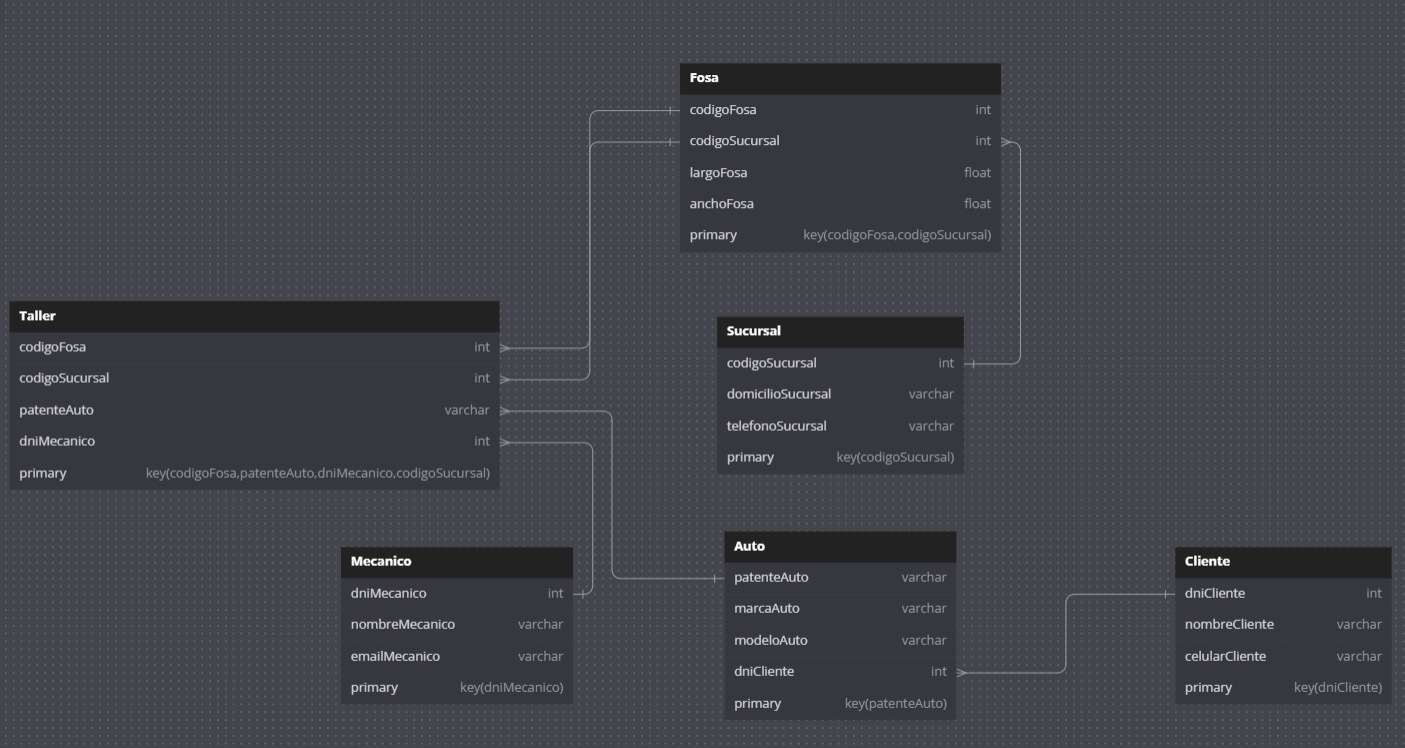 Fosa
codigoFosa int
codigoSucursal int
largoFosa float
anchoFosa float
primary key(codigoFosa,codigoSucursal)
Taller
codigoFosa int
codigoSucursal int
patenteAuto varchar
dniMecanico int
primary key(codigoFosa,patenteAuto,dniMecanico,codigoSucursal)
Sucursal
codigoSucursal int
domicilioSucursal varchar
telefonoSucursal varchar
primary key(codigoSucursal)
Mecanico
dniMecanico int
nombreMecanico varchar
emailMecanico varchar
primary key(dniMecanico)
Auto
patenteAuto varchar
marcaAuto varchar
modeloAuto varchar
dniCliente int
primary key(patenteAuto)
Cliente
dniCliente int
nombreCliente varchar
celularCliente varchar
primary key(dniCliente)